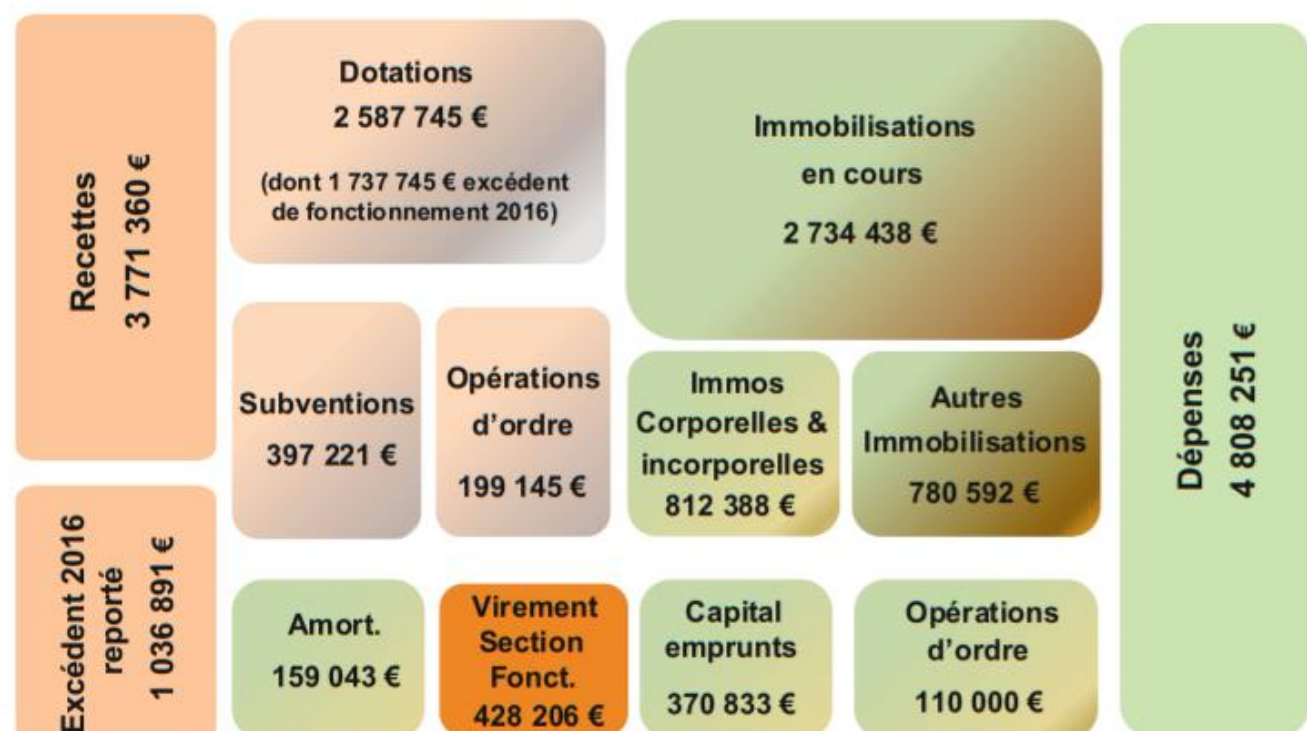 Recettes
3 771 360 €
Excédent 2016
reporté
1 036 891 €
Dotations
2 587 745 €
(dont 1 737 745 € excédent
de fonctionnement 2016)
Subventions
397 221 €
Opérations
d'ordre
199 145 €
Amort.
159 043 €
Virement
Section
Fonct.
428 206 €
Immobilisations
en cours
2 734 438 €
Immos
Corporelles &
incorporelles
812 388 €
Autres
Immobilisations
780 592 €
Capital
emprunts
370 833 €
Opérations
d'ordre
110 000 €
Dépenses
4 808 251 €